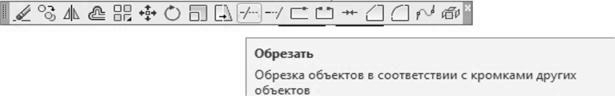 Обрезать
Обрезка объектов в соответствии с кромками других
объектов